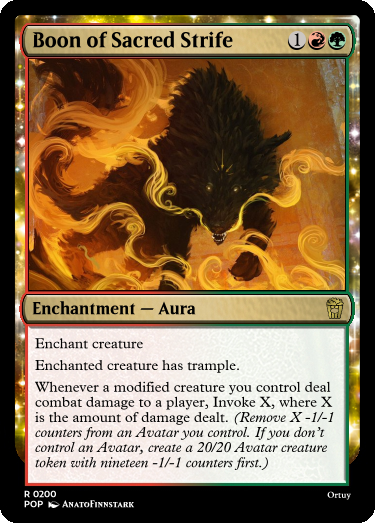 Boon of Sacred Strife 1
Enchantment — Aura
Enchant creature
Enchanted creature has trample.
Whenever a modified creature you control deal
combat damage to a player, Invoke X, where X
is the amount of damage dealt. (Remove X -1/-1
counters from an Avatar you control. If you don't
control an Avatar, create a 20/20 Avatar creature
token with nineteen -1/-1 counters first.)
R 0200
Ortuy
POP AnatoFinnstark